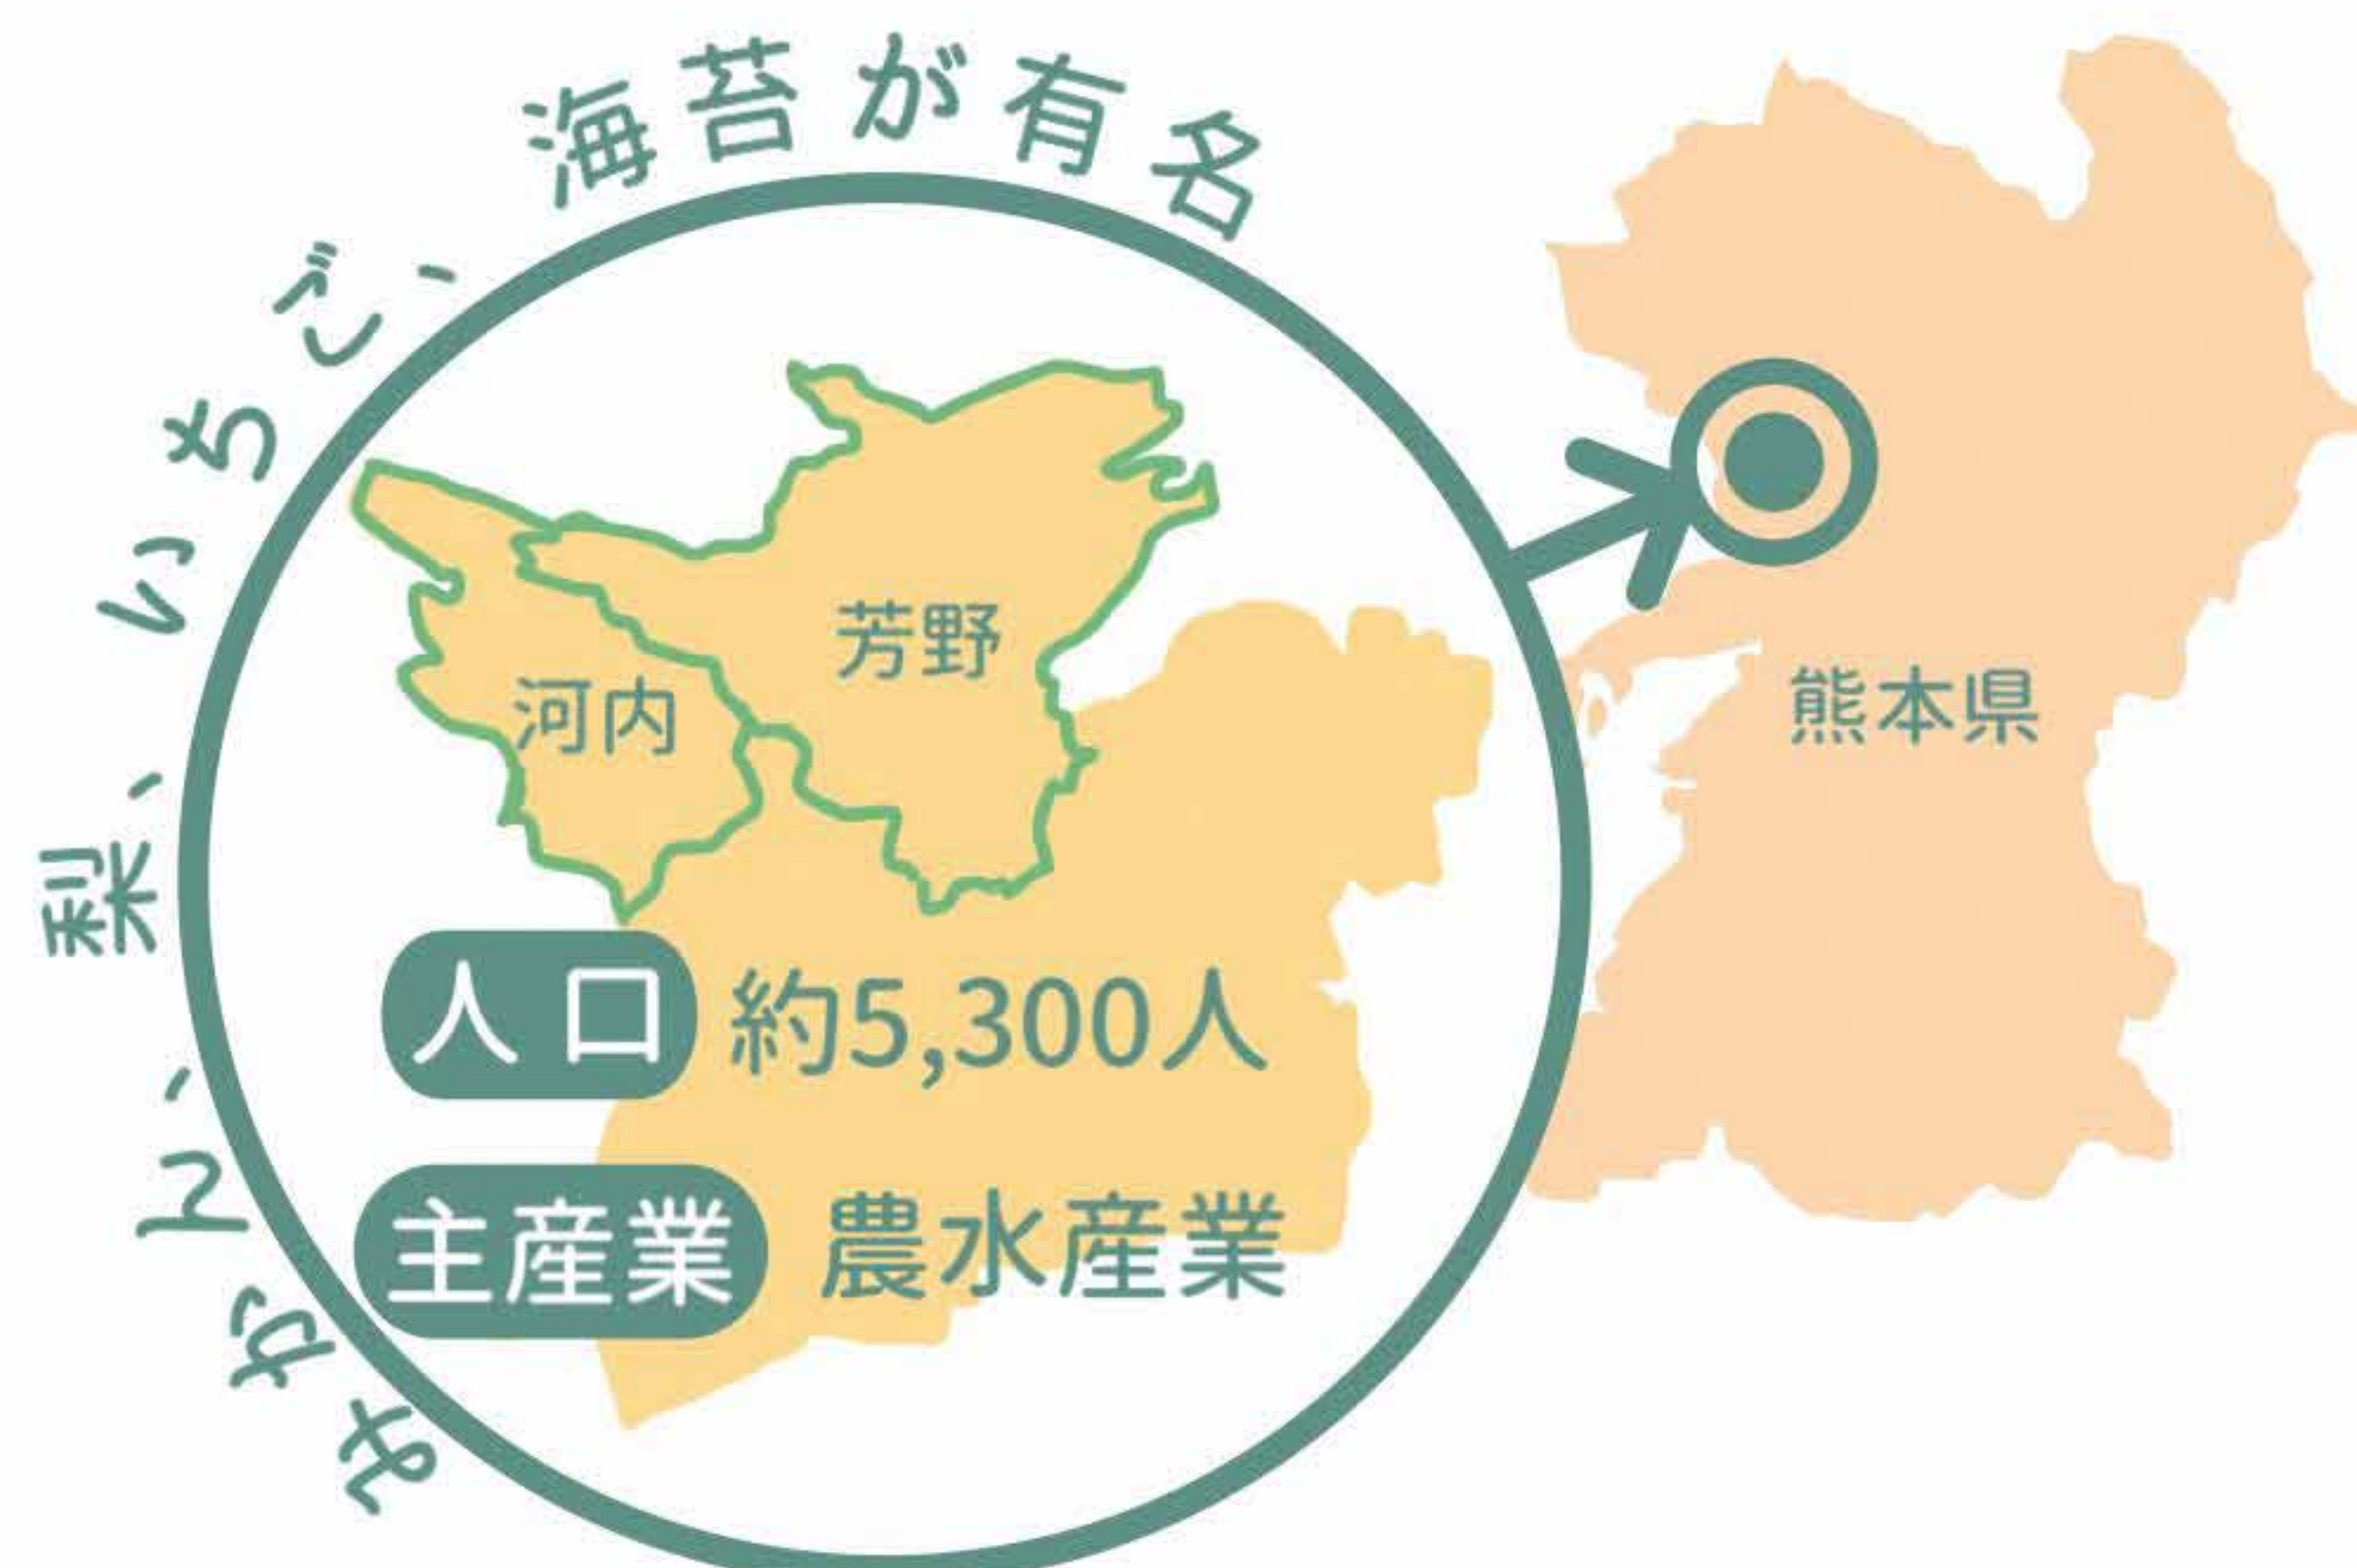 みかん、梨、いちご、海苔が有名
芳野
河内
熊本県
人口 約5,300人
主産業 農水産業